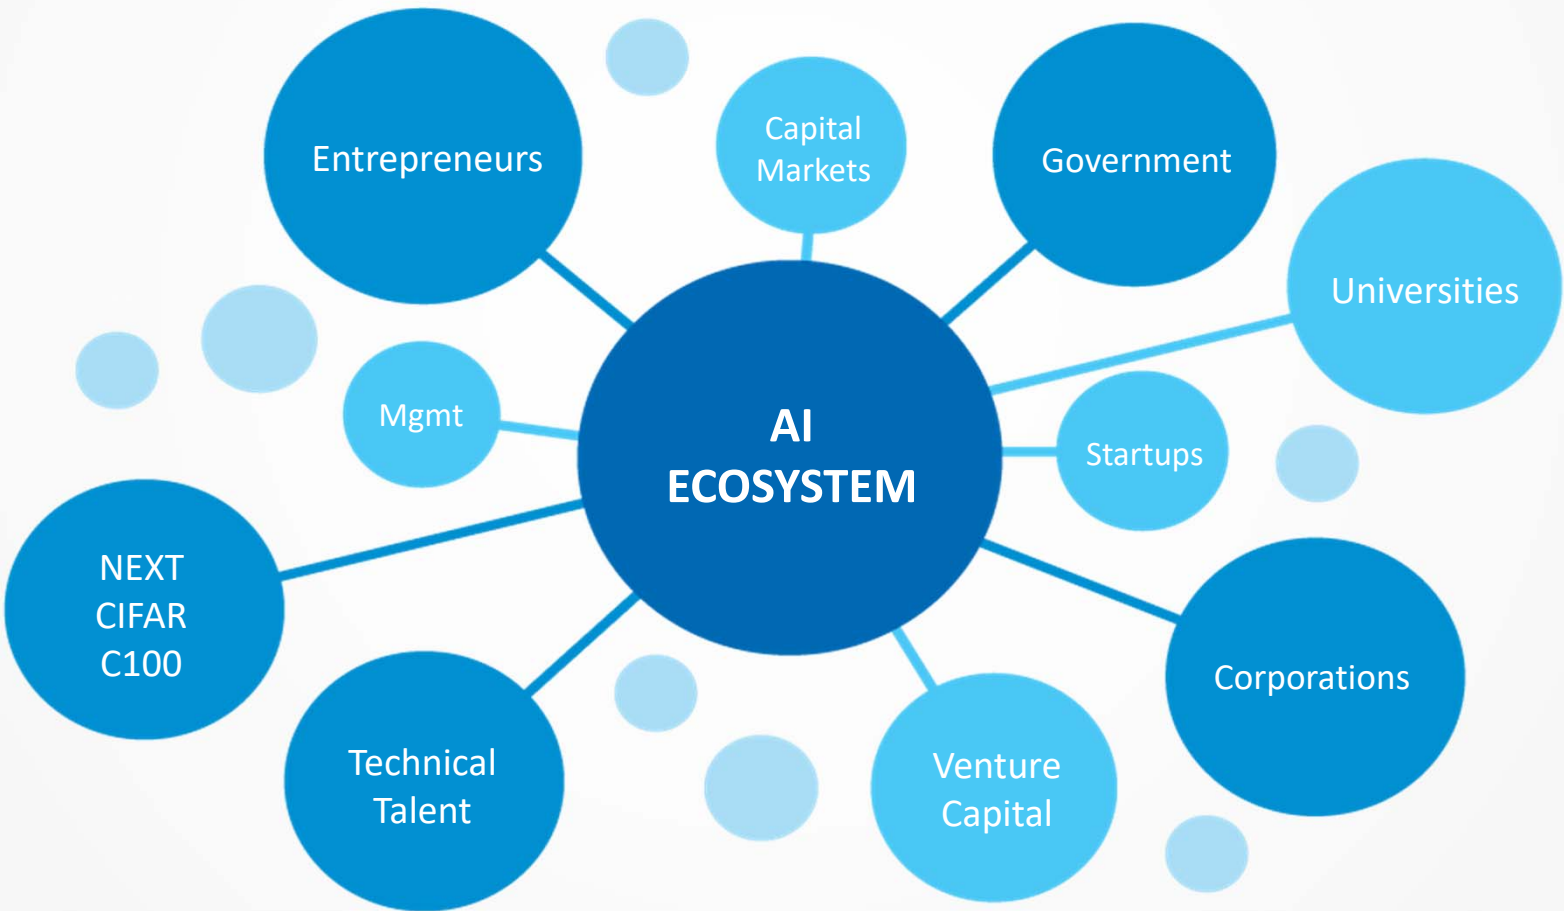 Entrepreneurs
Capital
Markets
Government
Universities
Mgmt
AI
ECOSYSTEM
Startups
NEXT
CIFAR
C100
Technical
Talent
Venture
Capital
Corporations